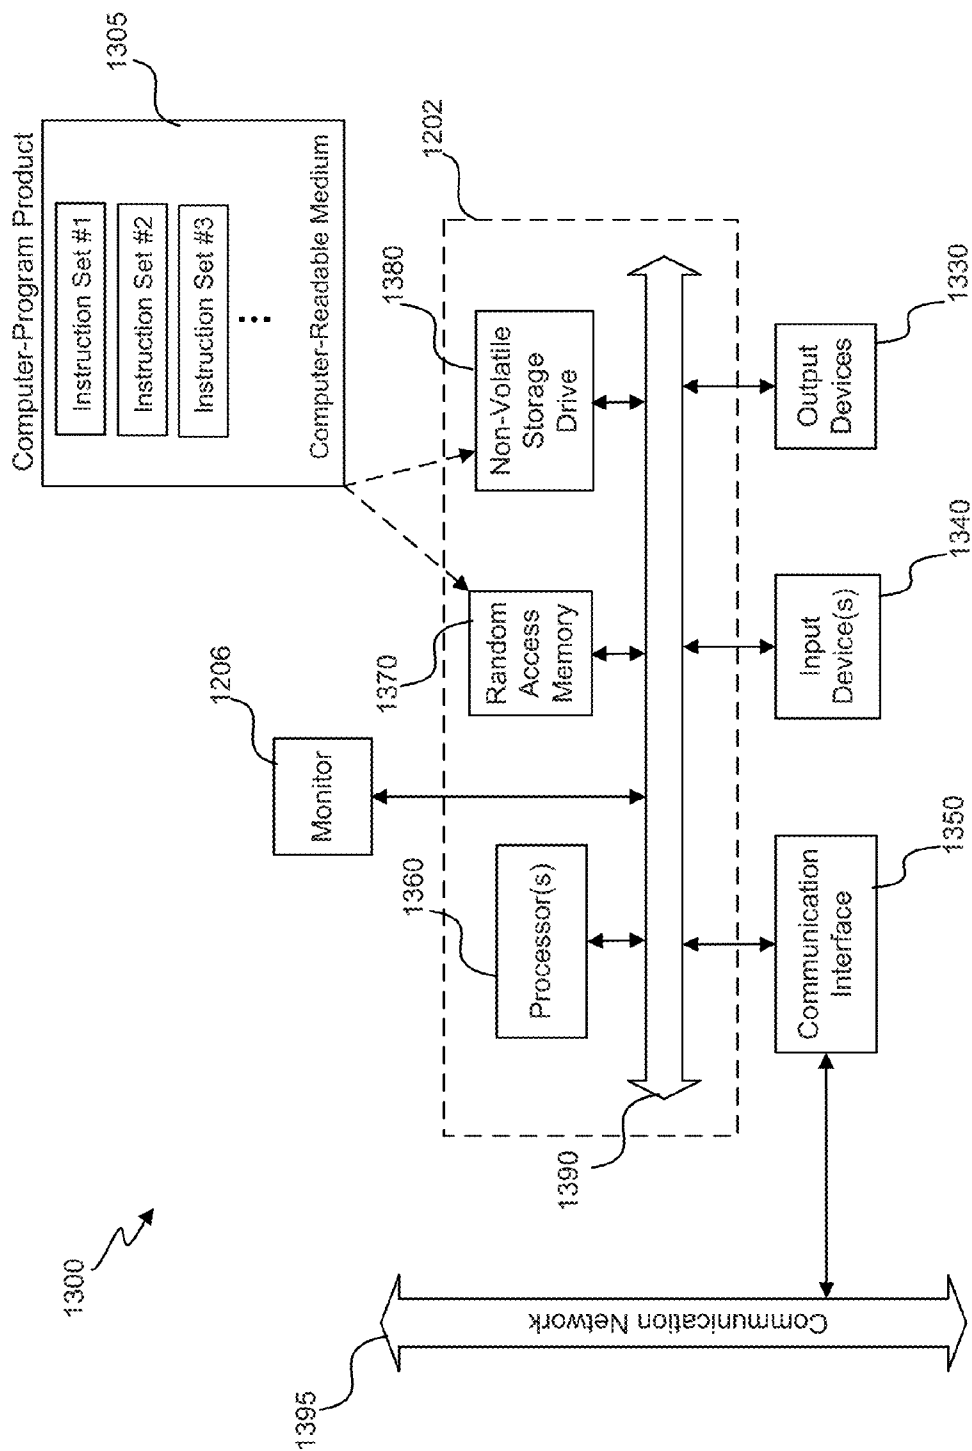 1300
1395
Communication Network
1390
1202
1206
Monitor
1360
Processor(s)
1370
Random
Access
Memory
1380
Non-Volatile
Storage
Drive
1305
Computer-Program Product
Instruction Set #1
Instruction Set #2
Instruction Set #3
...
Computer-Readable Medium
Communication
Interface
1350
Input
Device(s)
1340
Output
Devices
1330